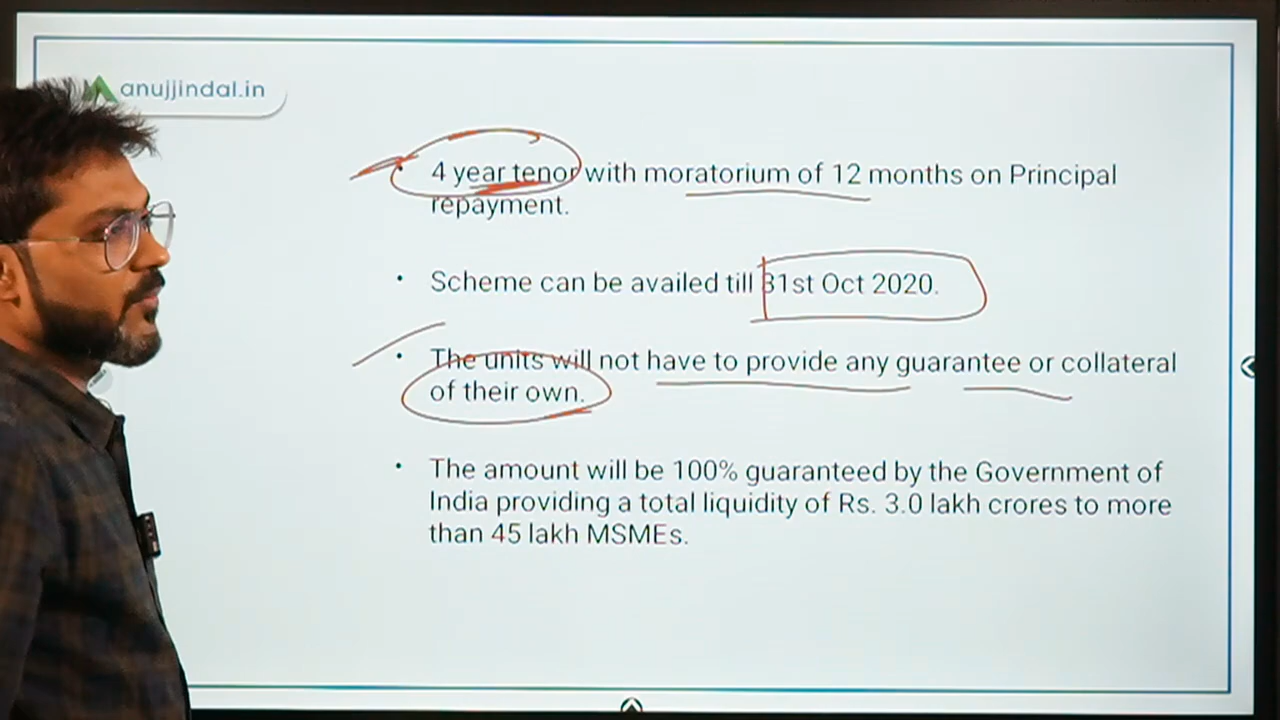 anujjindal.in
• 4 year tenor with moratorium of 12 months on Principal
repayment.
• Scheme can be availed till 31st Oct 2020.
• The units will not have to provide any guarantee or collateral
of their own.
• The amount will be 100% guaranteed by the Government of
India providing a total liquidity of Rs. 3.0 lakh crores to more
than 45 lakh MSMEs.